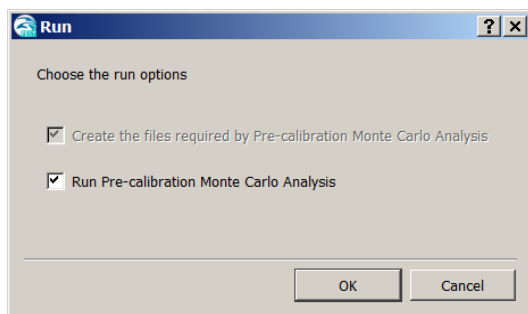 Run
?
Choose the run options
Create the files required by Pre-calibration Monte Carlo Analysis
Run Pre-calibration Monte Carlo Analysis
OK
Cancel